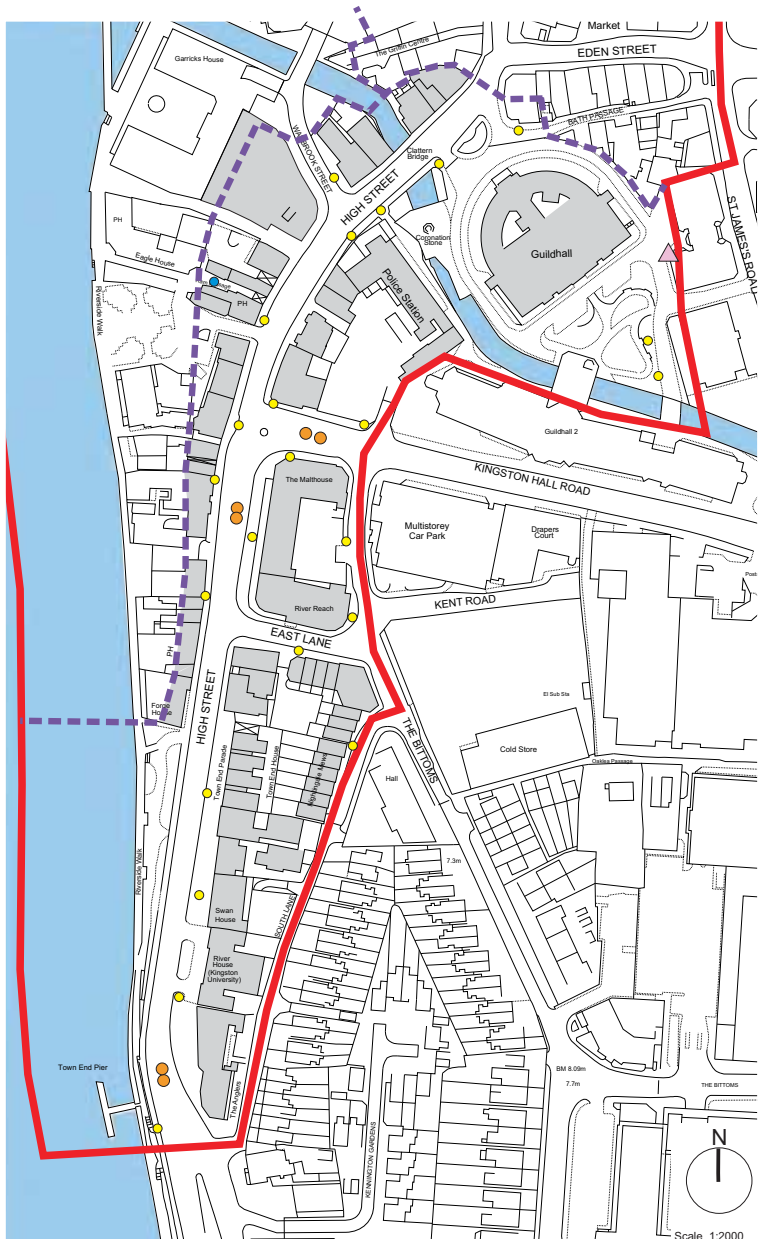 Market
The Griffin Centre
EDEN STREET
Garricks House
BATH PASSAGE
WADBROOK STREET
Clattern
Bridge
HIGH STREET
ST JAMES'S ROAD
PH
Coronation
Stone
Guildhall
Eagle House
Police Station
PH
Riverside Walk
Guildhall 2
KINGSTON HALL ROAD
The Malthouse
Multistorey
Car Park
Drapers
Court
KENT ROAD
River Reach
EAST LANE
PH
Forge
House
HIGH STREET
El Sub Sta
THE BITTOMS
Cold Store
Oaklea Passage
Town End Parade
Town End House
Nightingale Mews
Hall
7.3m
Riverside Walk
SOUTH LANE
Swan
House
River
House
(Kingston
University)
Town End Pier
The Angles
BM 8.09m
7.7m
THE BITTOMS
KENNINGTON GARDENS
N
Scale 1:2000